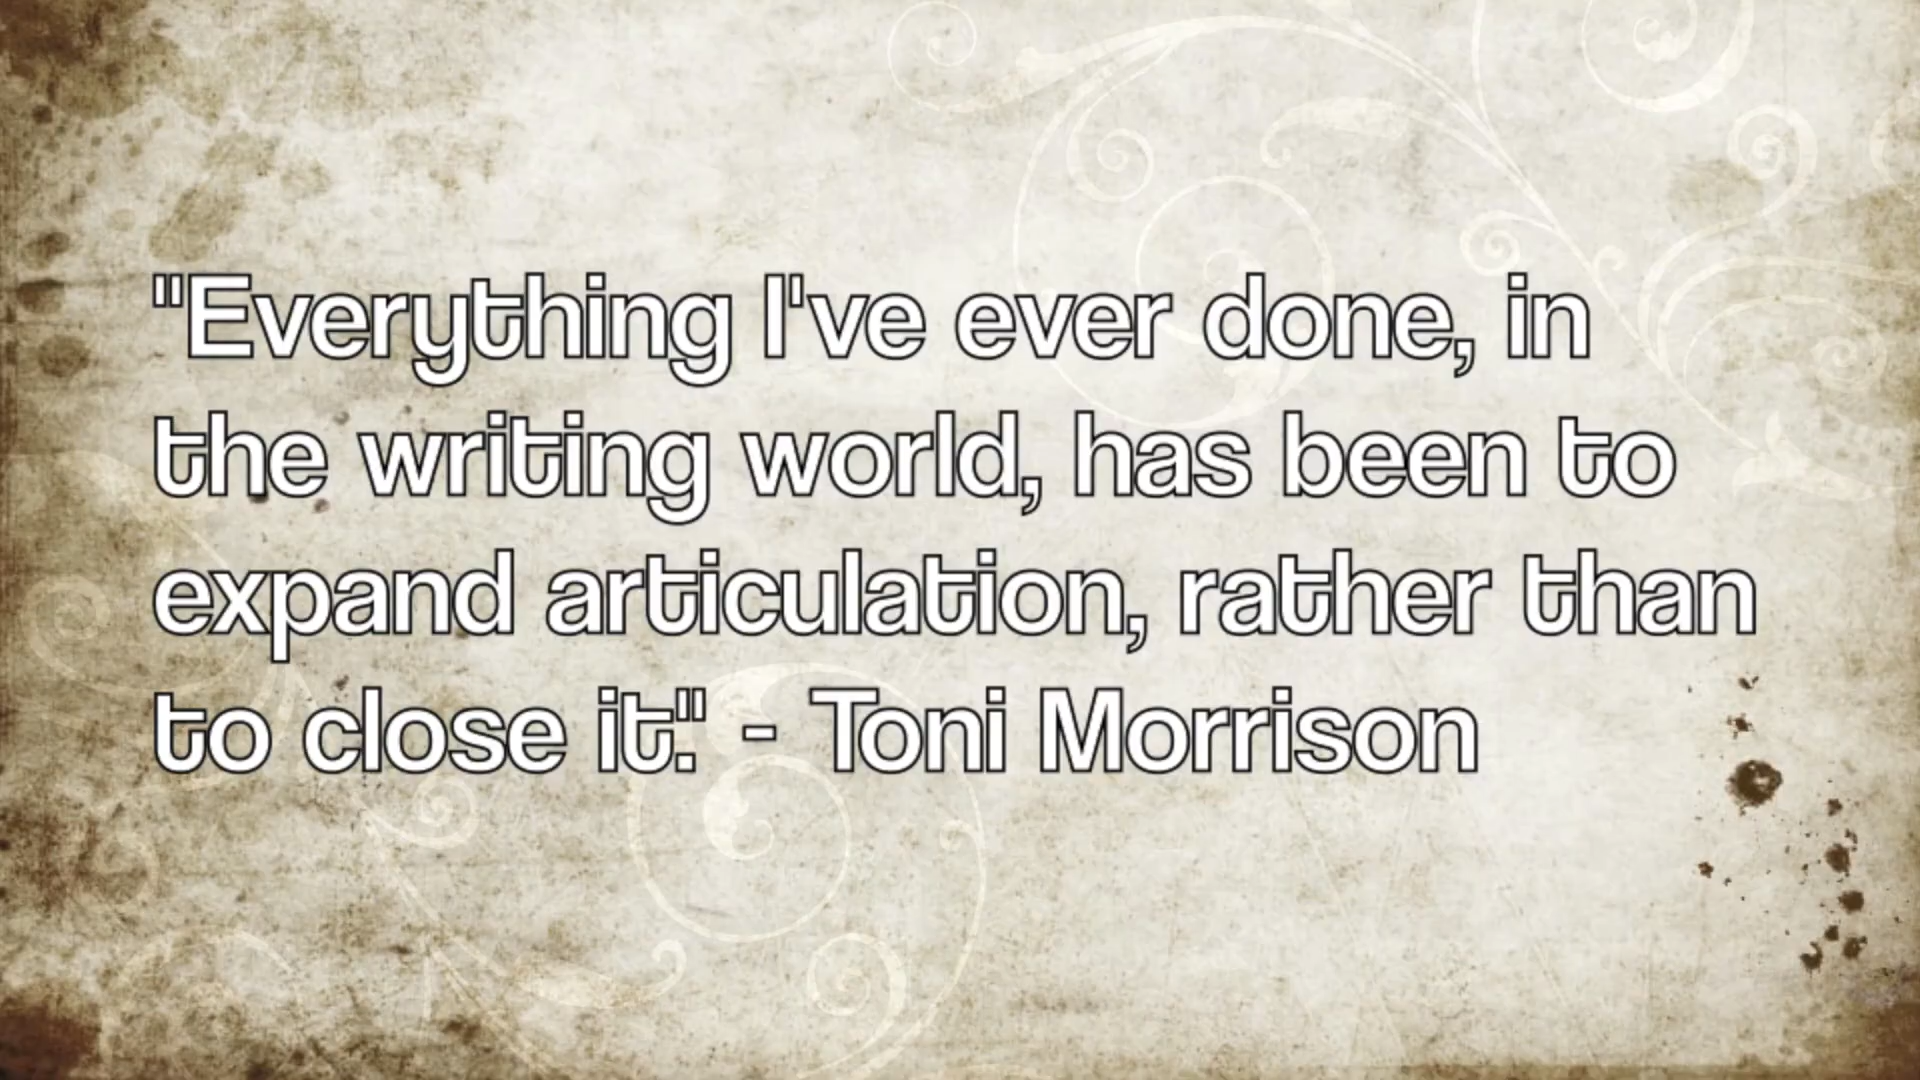 "Everything I've ever done, in
the writing world, has been to
expand articulation, rather than
to close it." - Toni Morrison